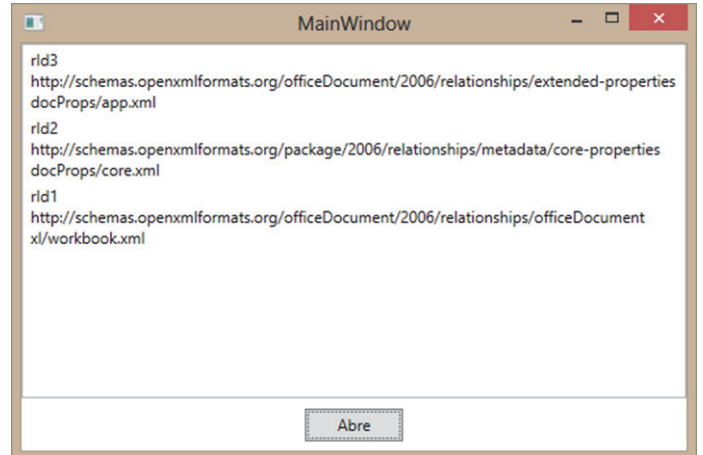 MainWindow
rId3
http://schemas.openxmlformats.org/officeDocument/2006/relationships/extended-properties
docProps/app.xml
rId2
http://schemas.openxmlformats.org/package/2006/relationships/metadata/core-properties
docProps/core.xml
rId1
http://schemas.openxmlformats.org/officeDocument/2006/relationships/officeDocument
xl/workbook.xml
Abre